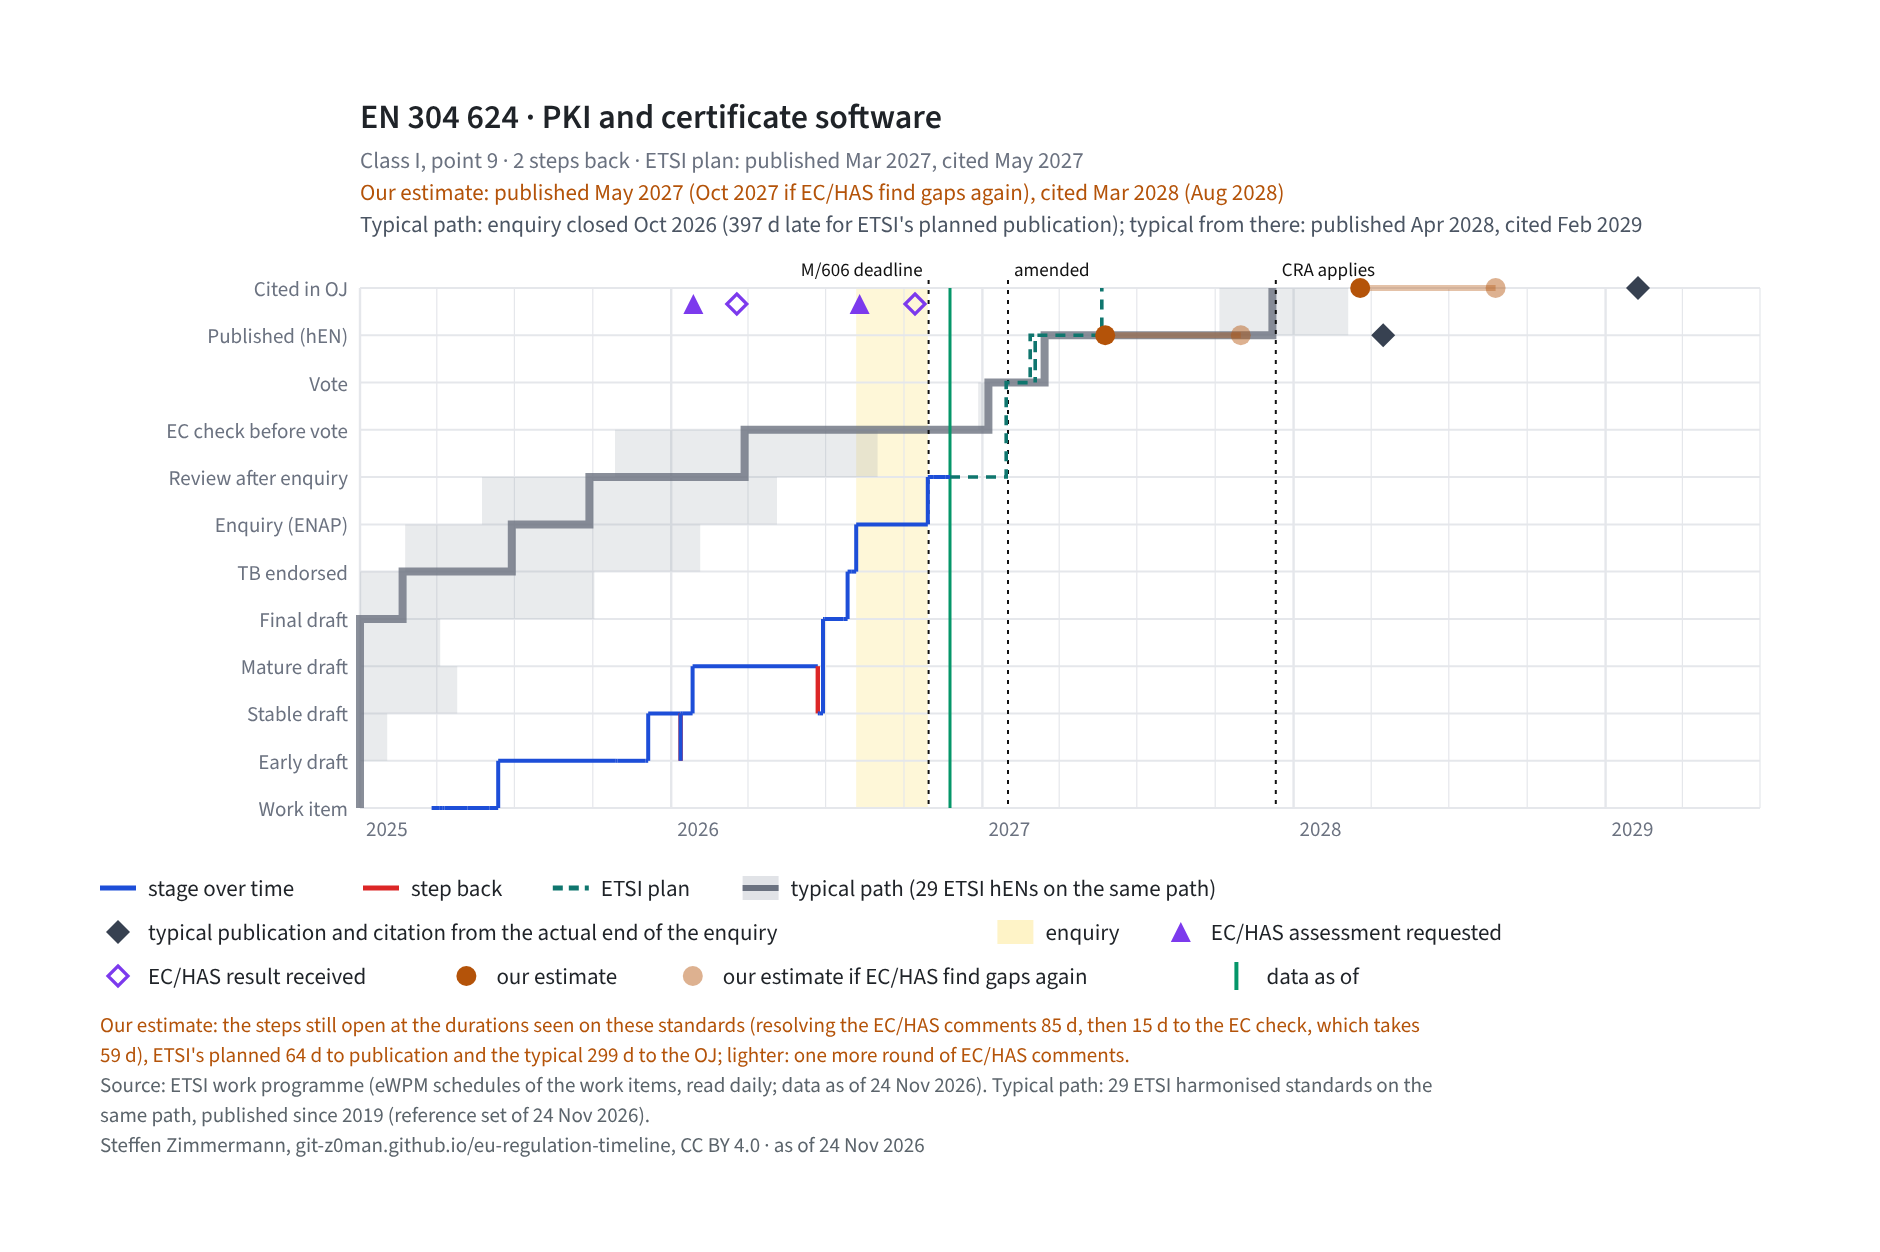 EN 304 624 · PKI and certificate software
Class I, point 9 · 2 steps back · ETSI plan: published Mar 2027, cited May 2027
Our estimate: published May 2027 (Oct 2027 if EC/HAS find gaps again), cited Mar 2028 (Aug 2028)
Typical path: enquiry closed Oct 2026 (397 d late for ETSI's planned publication); typical from there: published Apr 2028, cited Feb 2029
M/606 deadline
amended
CRA applies
Cited in OJ
Published (hEN)
Vote
EC check before vote
Review after enquiry
Enquiry (ENAP)
TB endorsed
Final draft
Mature draft
Stable draft
Early draft
Work item
2025
2026
2027
2028
2029
stage over time
step back
ETSI plan
typical path (29 ETSI hENs on the same path)
typical publication and citation from the actual end of the enquiry
enquiry
EC/HAS assessment requested
EC/HAS result received
our estimate
our estimate if EC/HAS find gaps again
data as of
Our estimate: the steps still open at the durations seen on these standards (resolving the EC/HAS comments 85 d, then 15 d to the EC check, which takes
59 d), ETSI's planned 64 d to publication and the typical 299 d to the OJ; lighter: one more round of EC/HAS comments.
Source: ETSI work programme (eWPM schedules of the work items, read daily; data as of 24 Nov 2026). Typical path: 29 ETSI harmonised standards on the
same path, published since 2019 (reference set of 24 Nov 2026).
Steffen Zimmermann, git-z0man.github.io/eu-regulation-timeline, CC BY 4.0 · as of 24 Nov 2026